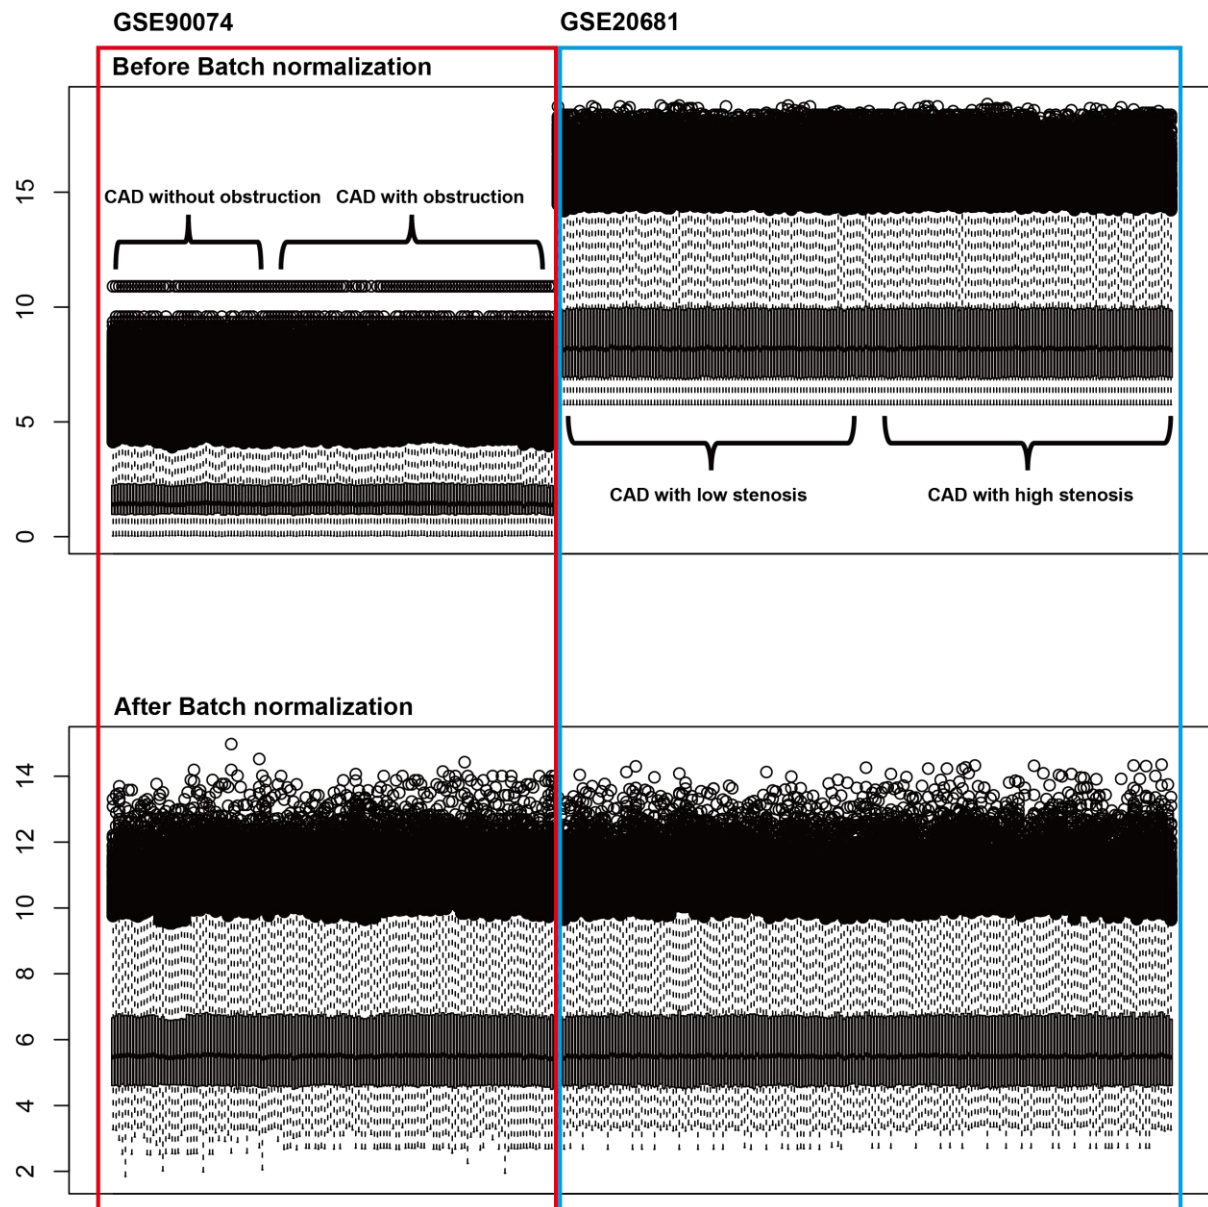 GSE90074
GSE20681
Before Batch normalization
CAD without obstruction
CAD with obstruction
15
10
5
0
CAD with low stenosis
CAD with high stenosis
After Batch normalization
14
12
10
8
6
4
2